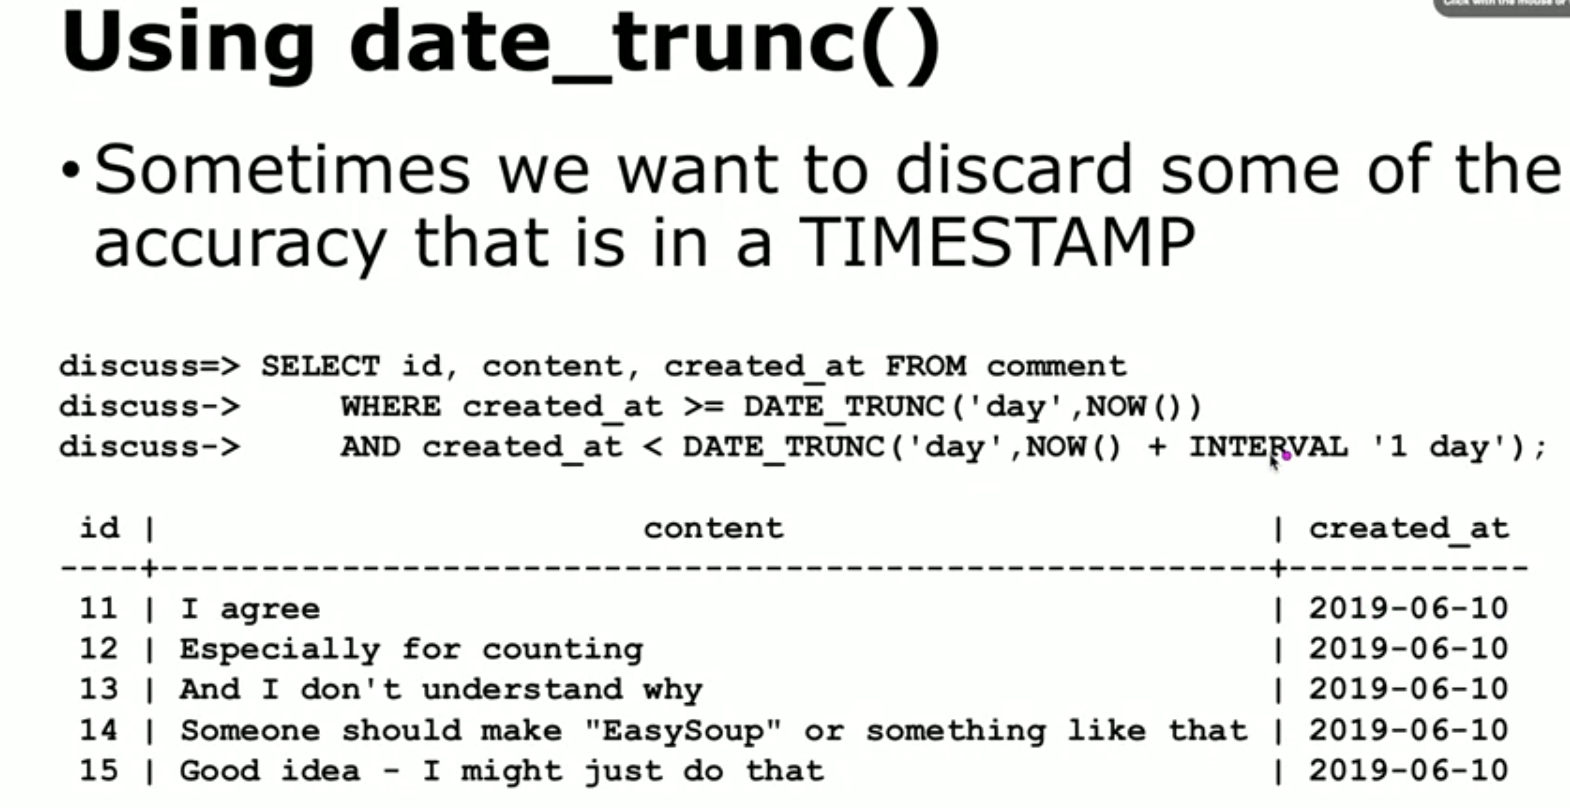 Using date_trunc()
• Sometimes we want to discard some of the
accuracy that is in a TIMESTAMP
discuss=> SELECT id, content, created_at FROM comment
discuss->     WHERE created_at >= DATE_TRUNC('day',NOW())
discuss->     AND created_at < DATE_TRUNC('day',NOW() + INTERVAL '1 day');
 id |                        content                        | created_at
----+-------------------------------------------------------+------------
 11 | I agree                                               | 2019-06-10
 12 | Especially for counting                               | 2019-06-10
 13 | And I don't understand why                            | 2019-06-10
 14 | Someone should make "EasySoup" or something like that | 2019-06-10
 15 | Good idea - I might just do that                      | 2019-06-10